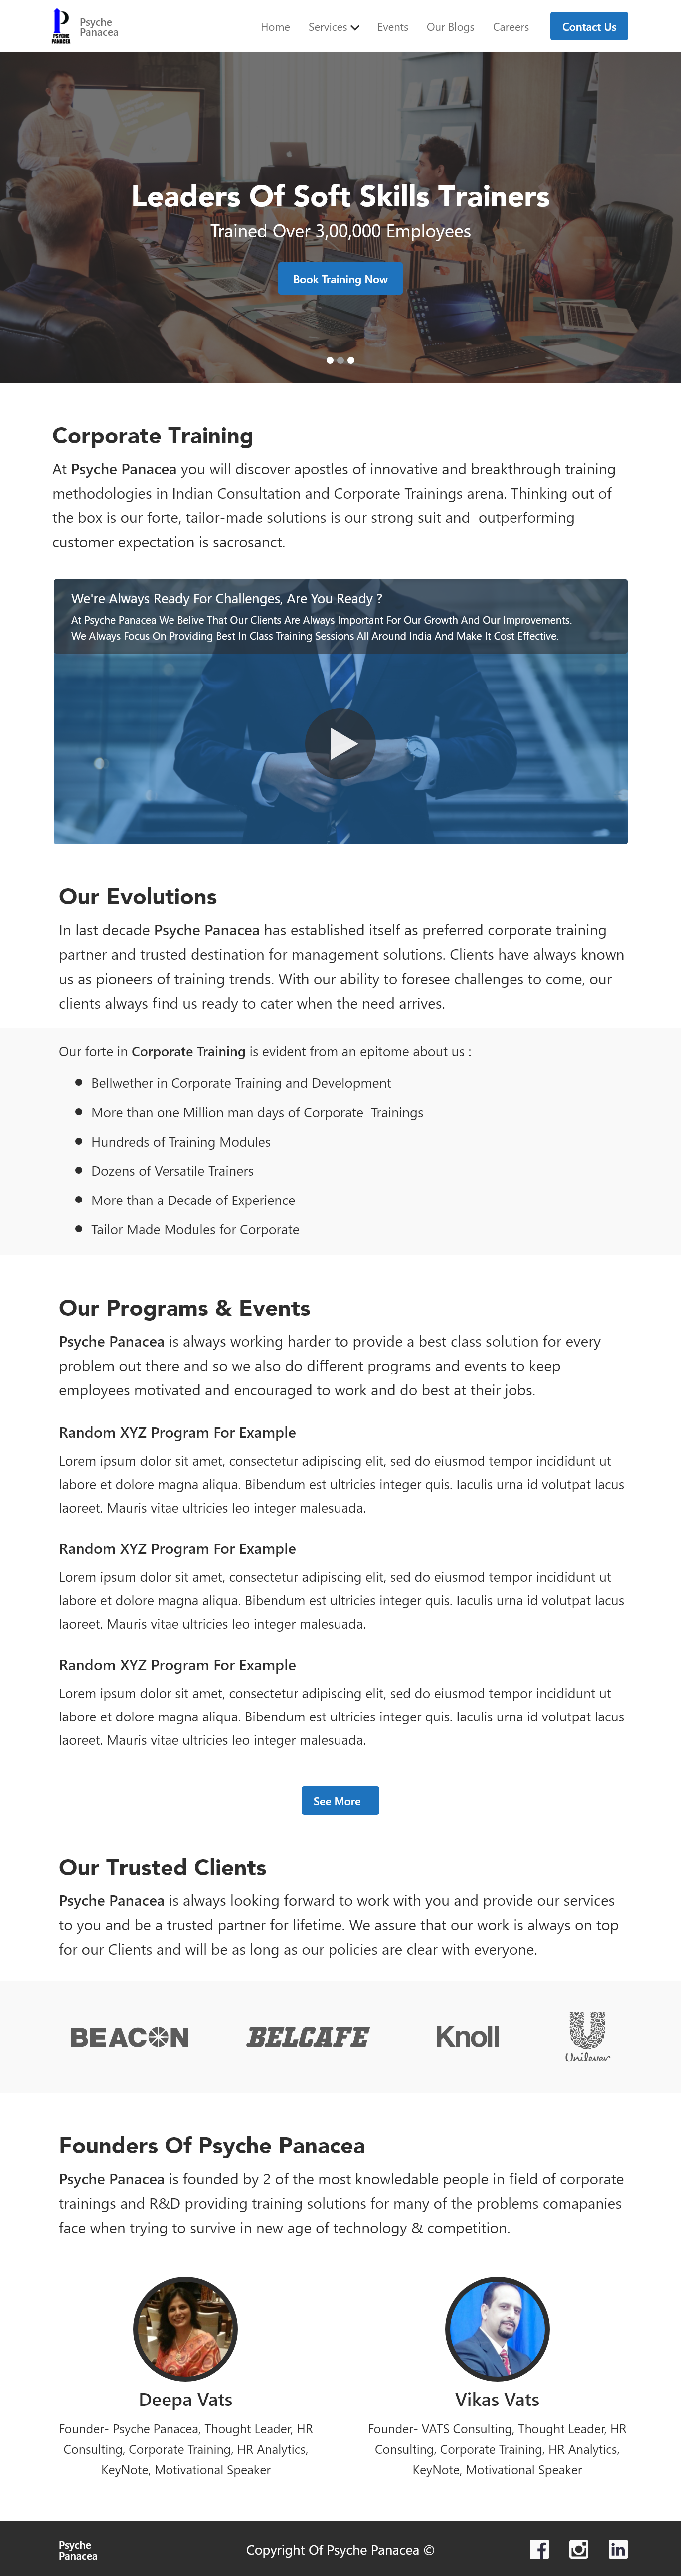 PSYCHE
PANACEA
Psyche
Panacea
Home Services Events Our Blogs Careers Contact Us
Leaders Of Soft Skills Trainers
Trained Over 3,00,000 Employees
Book Training Now
Corporate Training
At Psyche Panacea you will discover apostles of innovative and breakthrough training
methodologies in Indian Consultation and Corporate Trainings arena. Thinking out of
the box is our forte, tailor-made solutions is our strong suit and outperforming
customer expectation is sacrosanct.
We're Always Ready For Challenges, Are You Ready ?
At Psyche Panacea We Belive That Our Clients Are Always Important For Our Growth And Our Improvements.
We Always Focus On Providing Best In Class Training Sessions All Around India And Make It Cost Effective.
Our Evolutions
In last decade Psyche Panacea has established itself as preferred corporate training
partner and trusted destination for management solutions. Clients have always known
us as pioneers of training trends. With our ability to foresee challenges to come, our
clients always find us ready to cater when the need arrives.
Our forte in Corporate Training is evident from an epitome about us :
Bellwether in Corporate Training and Development
More than one Million man days of Corporate Trainings
Hundreds of Training Modules
Dozens of Versatile Trainers
More than a Decade of Experience
Tailor Made Modules for Corporate
Our Programs & Events
Psyche Panacea is always working harder to provide a best class solution for every
problem out there and so we also do different programs and events to keep
employees motivated and encouraged to work and do best at their jobs.
Random XYZ Program For Example
Lorem ipsum dolor sit amet, consectetur adipiscing elit, sed do eiusmod tempor incididunt ut
labore et dolore magna aliqua. Bibendum est ultricies integer quis. Iaculis urna id volutpat lacus
laoreet. Mauris vitae ultricies leo integer malesuada.
Random XYZ Program For Example
Lorem ipsum dolor sit amet, consectetur adipiscing elit, sed do eiusmod tempor incididunt ut
labore et dolore magna aliqua. Bibendum est ultricies integer quis. Iaculis urna id volutpat lacus
laoreet. Mauris vitae ultricies leo integer malesuada.
Random XYZ Program For Example
Lorem ipsum dolor sit amet, consectetur adipiscing elit, sed do eiusmod tempor incididunt ut
labore et dolore magna aliqua. Bibendum est ultricies integer quis. Iaculis urna id volutpat lacus
laoreet. Mauris vitae ultricies leo integer malesuada.
See More
Our Trusted Clients
Psyche Panacea is always looking forward to work with you and provide our services
to you and be a trusted partner for lifetime. We assure that our work is always on top
for our Clients and will be as long as our policies are clear with everyone.
BEACON BELCAFE Knoll Unilever
Founders Of Psyche Panacea
Psyche Panacea is founded by 2 of the most knowledable people in field of corporate
trainings and R&D providing training solutions for many of the problems comapanies
face when trying to survive in new age of technology & competition.
Deepa Vats
Founder- Psyche Panacea, Thought Leader, HR
Consulting, Corporate Training, HR Analytics,
KeyNote, Motivational Speaker
Vikas Vats
Founder- VATS Consulting, Thought Leader, HR
Consulting, Corporate Training, HR Analytics,
KeyNote, Motivational Speaker
Psyche
Panacea
Copyright Of Psyche Panacea ©